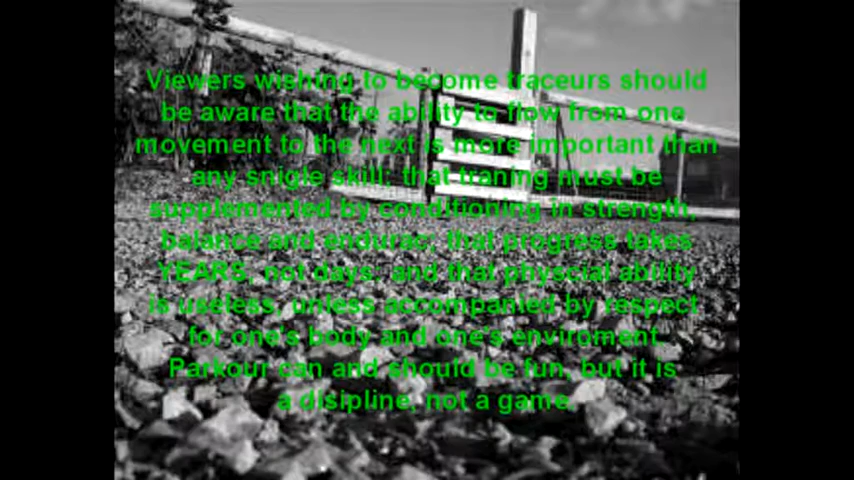 Viewers wishing to become traceurs should
be aware that the ability to flow from one
movement to the next is more important than
any snigle skill; that traning must be
supplemented by conditioning in strength,
balance and endurac; that progress takes
YEARS, not days; and that physcial ability
is useless, unless accompanied by respect
for one's body and one's enviroment.
Parkour can and should be fun, but it is
a disipline, not a game.